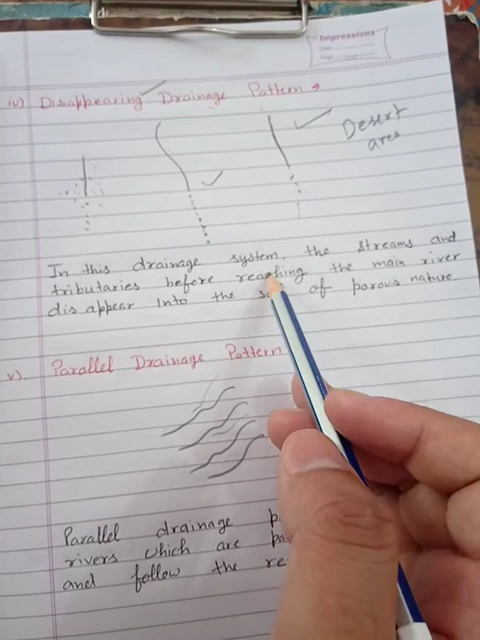 Impressions
Date
Page
iv) Disappearing Drainage Pattern →
Desert
area
In this drainage system, the streams and
tributaries before reaching the main river
disappear into the of porous nature
v). Parallel Drainage Pattern
Parallel drainage
rivers which are
and follow the